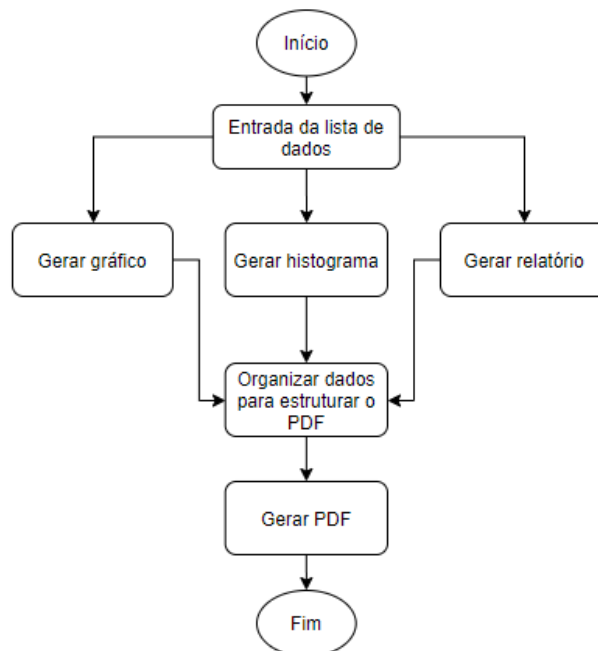 Início
Entrada da lista de
dados
Gerar gráfico
Gerar histograma
Gerar relatório
Organizar dados
para estruturar o
PDF
Gerar PDF
Fim